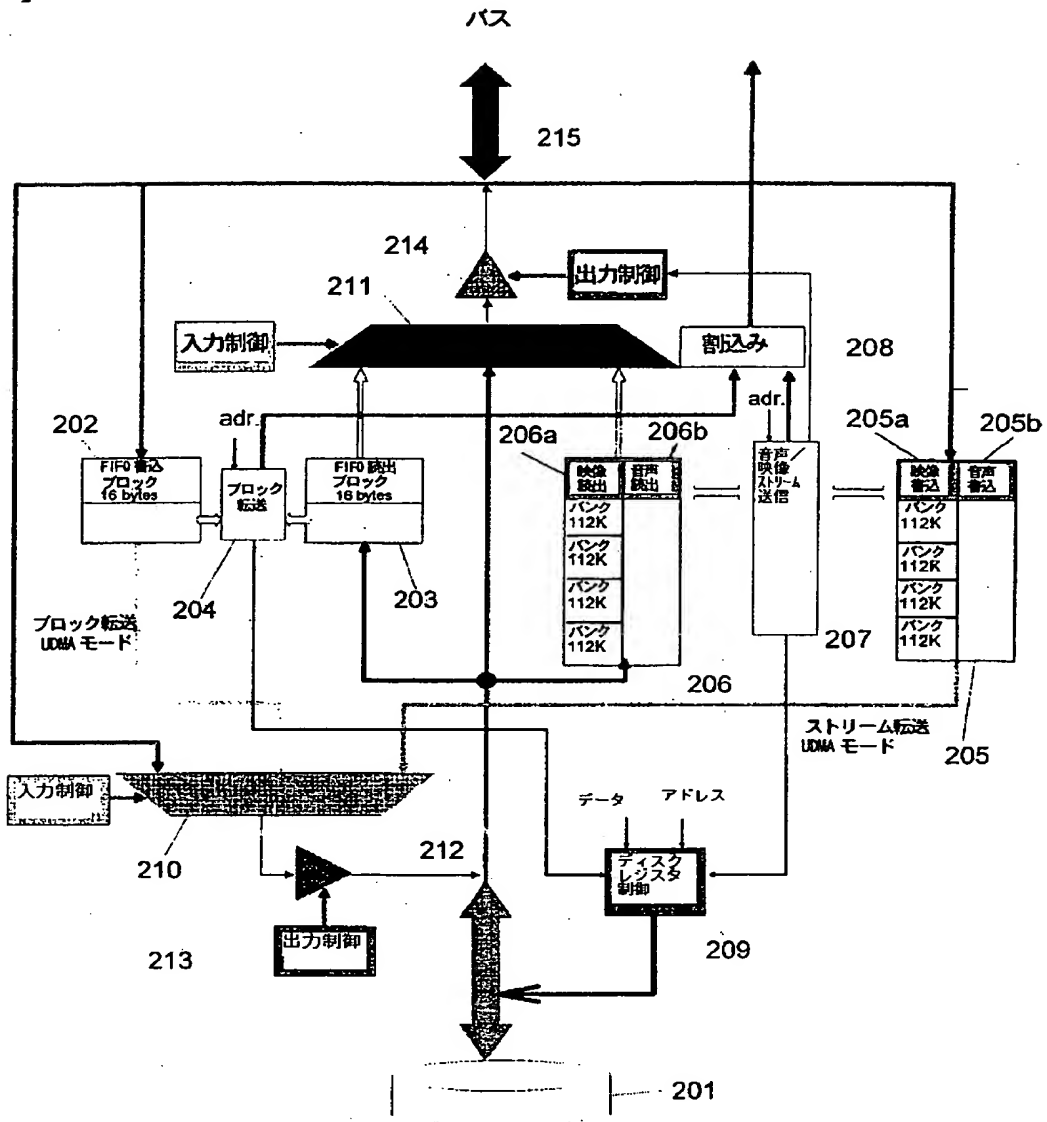 バス
215
214
出力制御
211
入力制御
割込み
208
202
adr.
206a
206b
adr.
205a
205b
FIFO 書込
ブロック
16 bytes
ブロック
転送
FIFO 読出
ブロック
16 bytes
映像
読出
音声
読出
音声／
映像
ストリーム
送信
映像
書込
音声
書込
バンク
112K
バンク
112K
バンク
112K
バンク
112K
バンク
112K
バンク
112K
バンク
112K
バンク
112K
204
203
207
ブロック転送
UDMA モード
206
ストリーム転送
UDMA モード
205
入力制御
データ
アドレス
210
212
ディスク
レジスタ
制御
出力制御
213
209
201